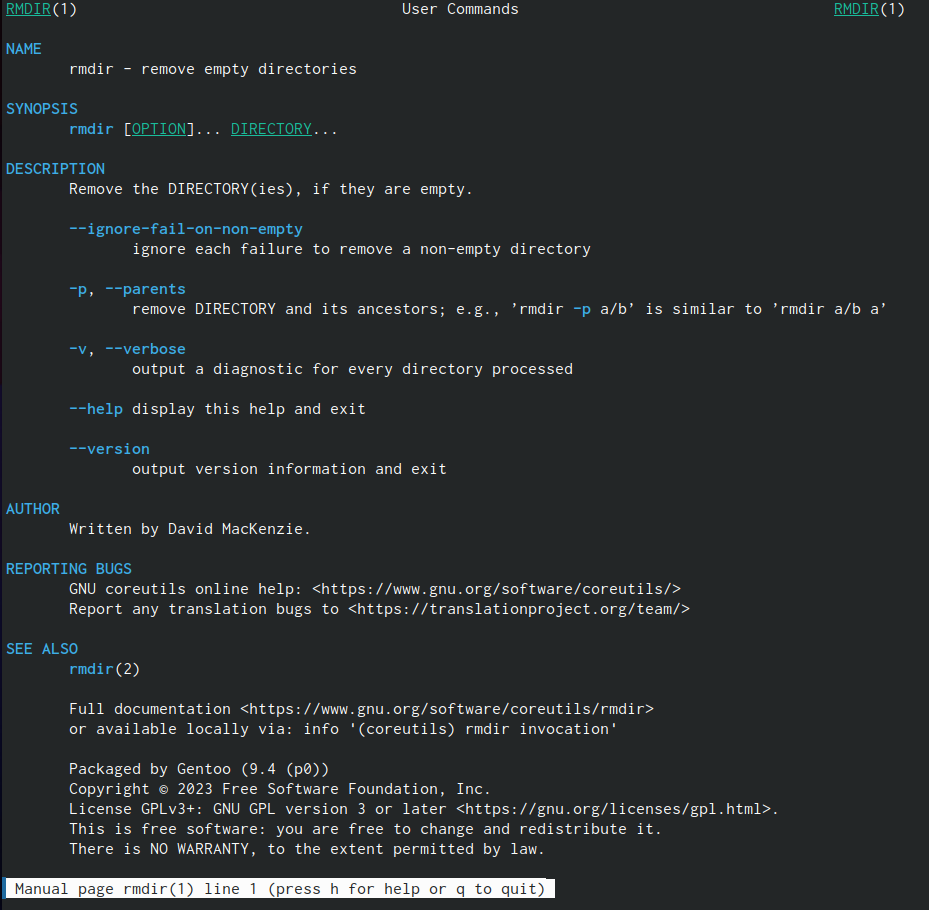 RMDIR(1) User Commands RMDIR(1)
NAME
rmdir - remove empty directories
SYNOPSIS
rmdir [OPTION]... DIRECTORY...
DESCRIPTION
Remove the DIRECTORY(ies), if they are empty.
--ignore-fail-on-non-empty
ignore each failure to remove a non-empty directory
-p, --parents
remove DIRECTORY and its ancestors; e.g., ’rmdir -p a/b’ is similar to ’rmdir a/b a’
-v, --verbose
output a diagnostic for every directory processed
--help display this help and exit
--version
output version information and exit
AUTHOR
Written by David MacKenzie.
REPORTING BUGS
GNU coreutils online help: <https://www.gnu.org/software/coreutils/>
Report any translation bugs to <https://translationproject.org/team/>
SEE ALSO
rmdir(2)
Full documentation <https://www.gnu.org/software/coreutils/rmdir>
or available locally via: info '(coreutils) rmdir invocation'
Packaged by Gentoo (9.4 (p0))
Copyright © 2023 Free Software Foundation, Inc.
License GPLv3+: GNU GPL version 3 or later <https://gnu.org/licenses/gpl.html>.
This is free software: you are free to change and redistribute it.
There is NO WARRANTY, to the extent permitted by law.
Manual page rmdir(1) line 1 (press h for help or q to quit)